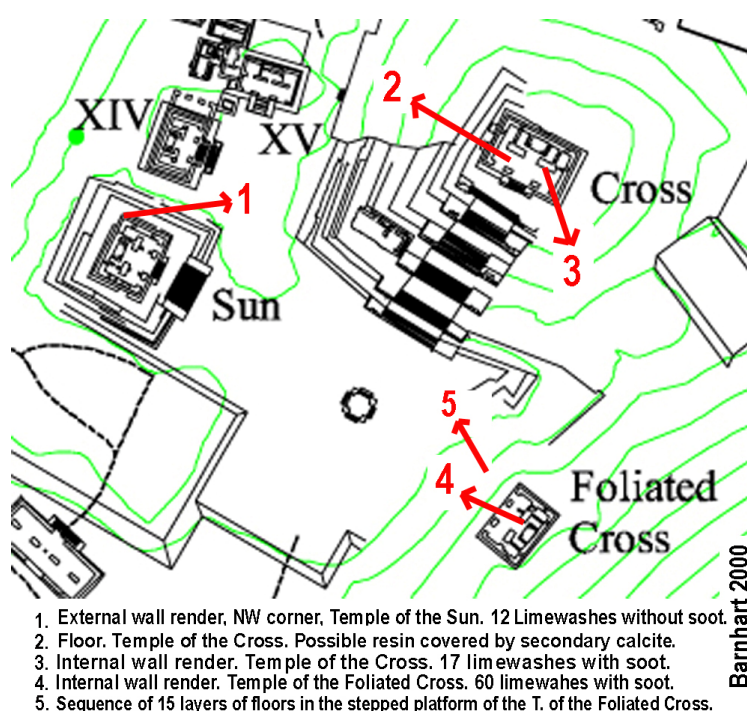 2
XIV
XV
Cross
1
3
Sun
5
4
Foliated
Cross
Barnhart 2000
1. External wall render, NW corner, Temple of the Sun. 12 Limewashes without soot.
2. Floor. Temple of the Cross. Possible resin covered by secondary calcite.
3. Internal wall render. Temple of the Cross. 17 limewashes with soot.
4. Internal wall render. Temple of the Foliated Cross. 60 limewahes with soot.
5. Sequence of 15 layers of floors in the stepped platform of the T. of the Foliated Cross.